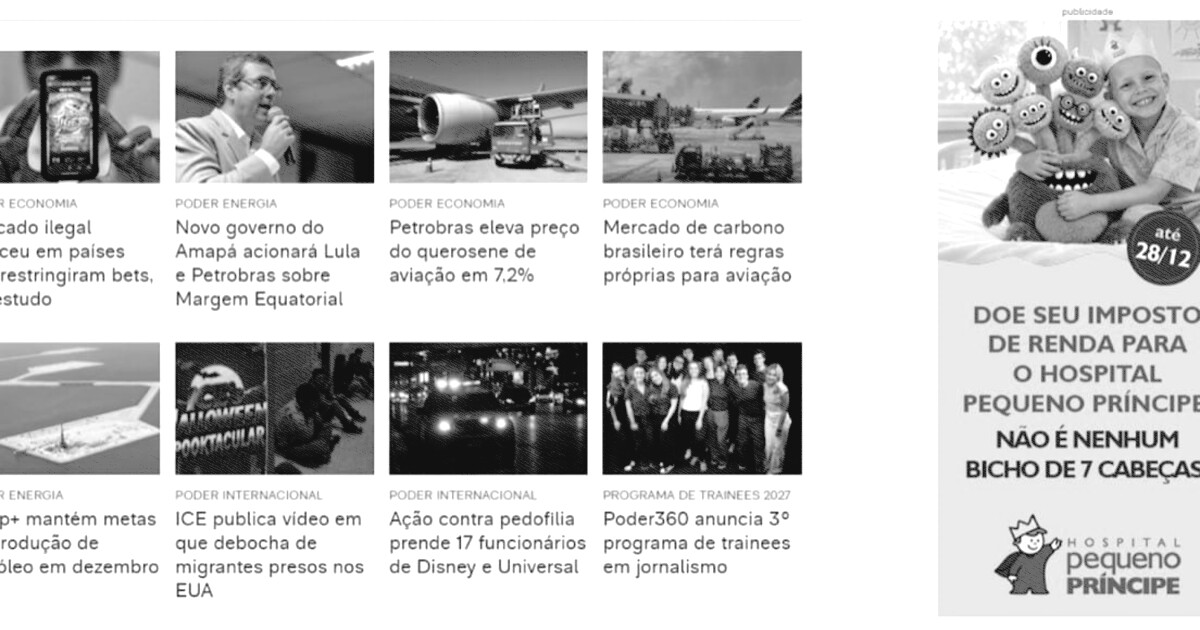 publicidade
R ECONOMIA
cado ilegal
ceu em países
restringiram bets,
estudo
PODER ENERGIA
Novo governo do
Amapá acionará Lula
e Petrobras sobre
Margem Equatorial
PODER ECONOMIA
Petrobras eleva preço
do querosene de
aviação em 7,2%
PODER ECONOMIA
Mercado de carbono
brasileiro terá regras
próprias para aviação
HALLOWEEN
SPOOKTACULAR
R ENERGIA
p+ mantém metas
rodução de
óleo em dezembro
PODER INTERNACIONAL
ICE publica vídeo em
que debocha de
migrantes presos nos
EUA
PODER INTERNACIONAL
Ação contra pedofilia
prende 17 funcionários
de Disney e Universal
PROGRAMA DE TRAINEES 2027
Poder360 anuncia 3º
programa de trainees
em jornalismo
até
28/12
DOE SEU IMPOSTO
DE RENDA PARA
O HOSPITAL
PEQUENO PRÍNCIPE
NÃO É NENHUM
BICHO DE 7 CABEÇAS
HOSPITAL
pequeno
PRÍNCIPE